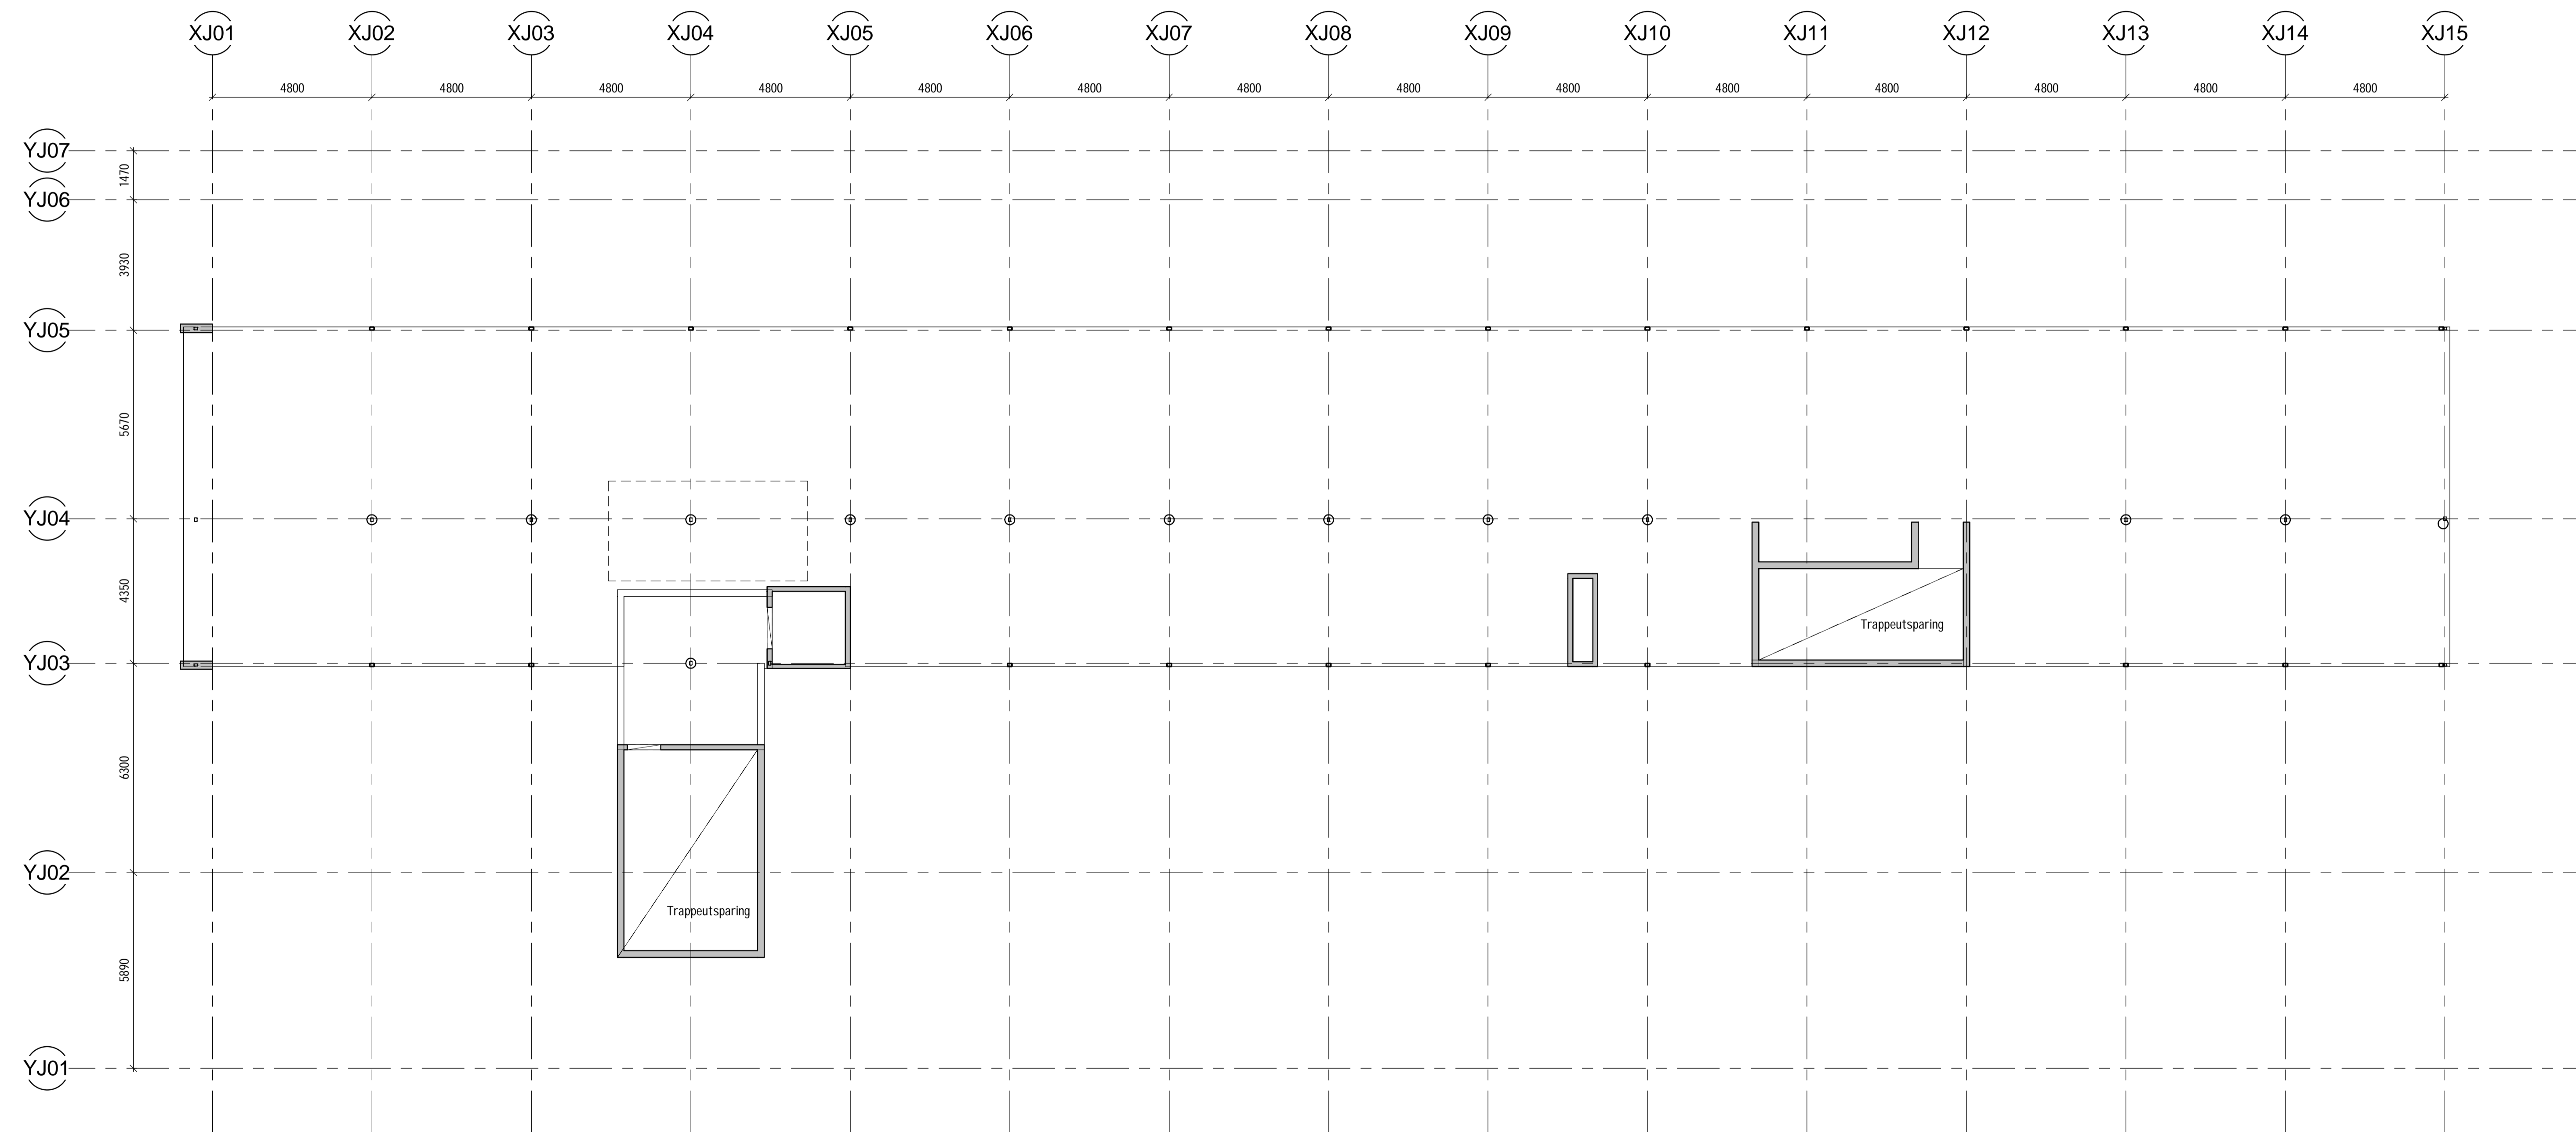 XJ01 XJ02 XJ03 XJ04 XJ05 XJ06 XJ07 XJ08 XJ09 XJ10 XJ11 XJ12 XJ13 XJ14 XJ15
4800 4800 4800 4800 4800 4800 4800 4800 4800 4800 4800 4800 4800 4800
YJ07
1470
YJ06
3930
YJ05
5670
YJ04
4350
Trappeutsparing
YJ03
6300
YJ02
Trappeutsparing
5890
YJ01